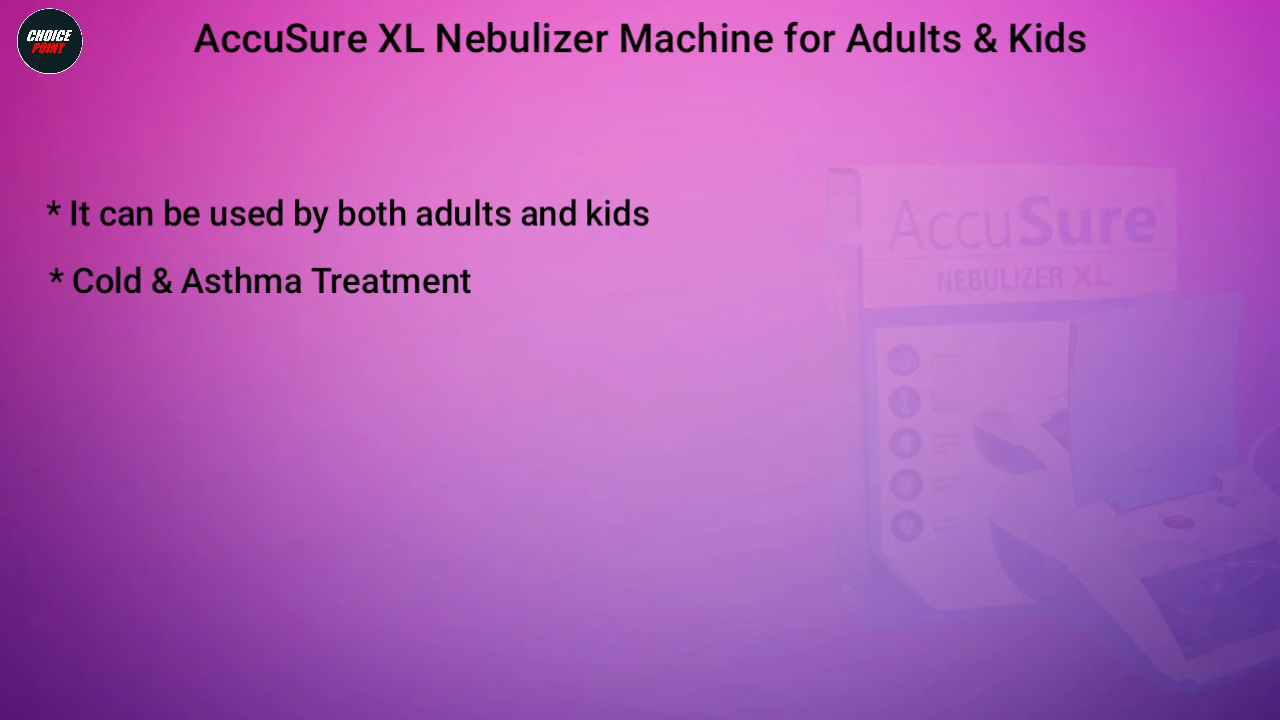 CHOICE
POINT
AccuSure XL Nebulizer Machine for Adults & Kids
* It can be used by both adults and kids
* Cold & Asthma Treatment
AccuSure
NEBULIZER XL